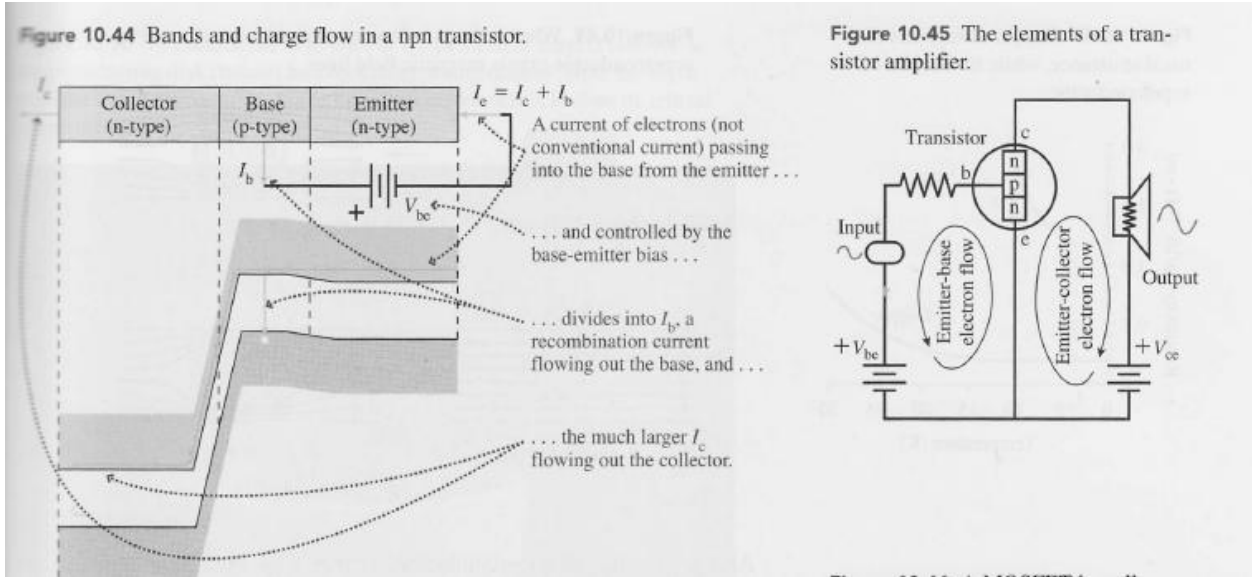 Figure 10.44 Bands and charge flow in a npn transistor.
I_c
Collector
(n-type)
Base
(p-type)
Emitter
(n-type)
I_e = I_c + I_b
A current of electrons (not
conventional current) passing
into the base from the emitter . . .
I_b
+
V_be
. . . and controlled by the
base-emitter bias . . .
. . . divides into I_b, a
recombination current
flowing out the base, and . . .
. . . the much larger I_c
flowing out the collector.
Figure 10.45 The elements of a tran-
sistor amplifier.
Transistor
c
n
b
p
n
e
Input
Emitter-base
electron flow
Emitter-collector
electron flow
Output
+V_be
+V_ce